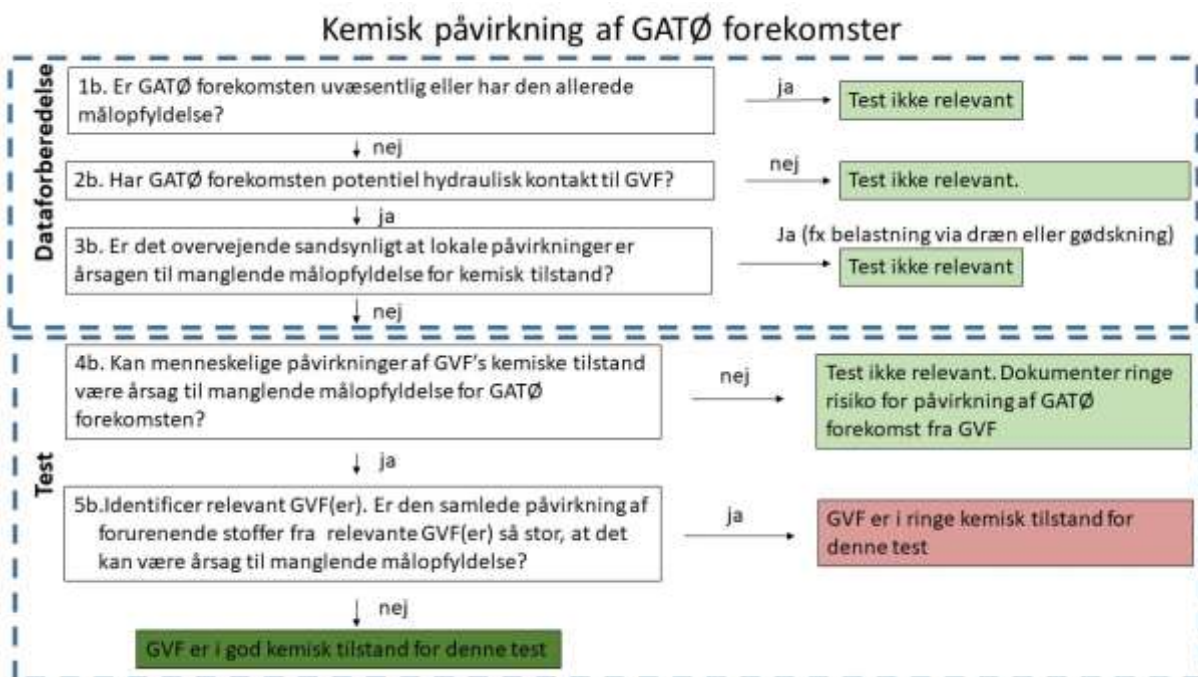 Kemisk påvirkning af GATØ forekomster
Dataforberedelse
1b. Er GATØ forekomsten uvæsentlig eller har den allerede
målopfyldelse?
ja
Test ikke relevant
nej
2b. Har GATØ forekomsten potentiel hydraulisk kontakt til GVF?
nej
Test ikke relevant.
ja
3b. Er det overvejende sandsynligt at lokale påvirkninger er
årsagen til manglende målopfyldelse for kemisk tilstand?
Ja (fx belastning via dræn eller gødskning)
Test ikke relevant
nej
Test
4b. Kan menneskelige påvirkninger af GVF's kemiske tilstand
være årsag til manglende målopfyldelse for GATØ
forekomsten?
nej
Test ikke relevant. Dokumenter ringe
risiko for påvirkning af GATØ
forekomst fra GVF
ja
5b.Identificer relevant GVF(er). Er den samlede påvirkning af
forurenende stoffer fra relevante GVF(er) så stor, at det
kan være årsag til manglende målopfyldelse?
ja
GVF er i ringe kemisk tilstand for
denne test
nej
GVF er i god kemisk tilstand for denne test